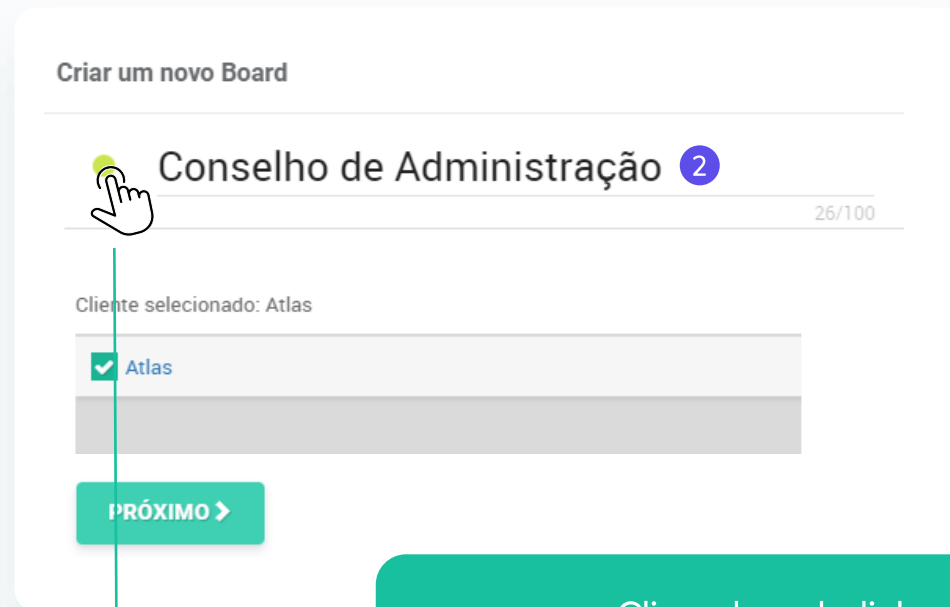 Criar um novo Board
Conselho de Administração 2
26/100
Cliente selecionado: Atlas
Atlas
PRÓXIMO